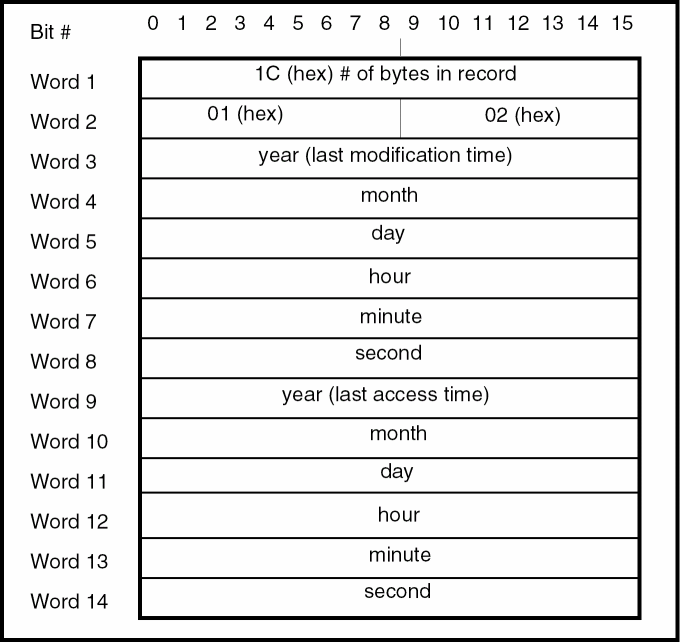 Bit # 0 1 2 3 4 5 6 7 8 9 10 11 12 13 14 15
Word 1 1C (hex) # of bytes in record
Word 2 01 (hex) 02 (hex)
Word 3 year (last modification time)
Word 4 month
Word 5 day
Word 6 hour
Word 7 minute
Word 8 second
Word 9 year (last access time)
Word 10 month
Word 11 day
Word 12 hour
Word 13 minute
Word 14 second